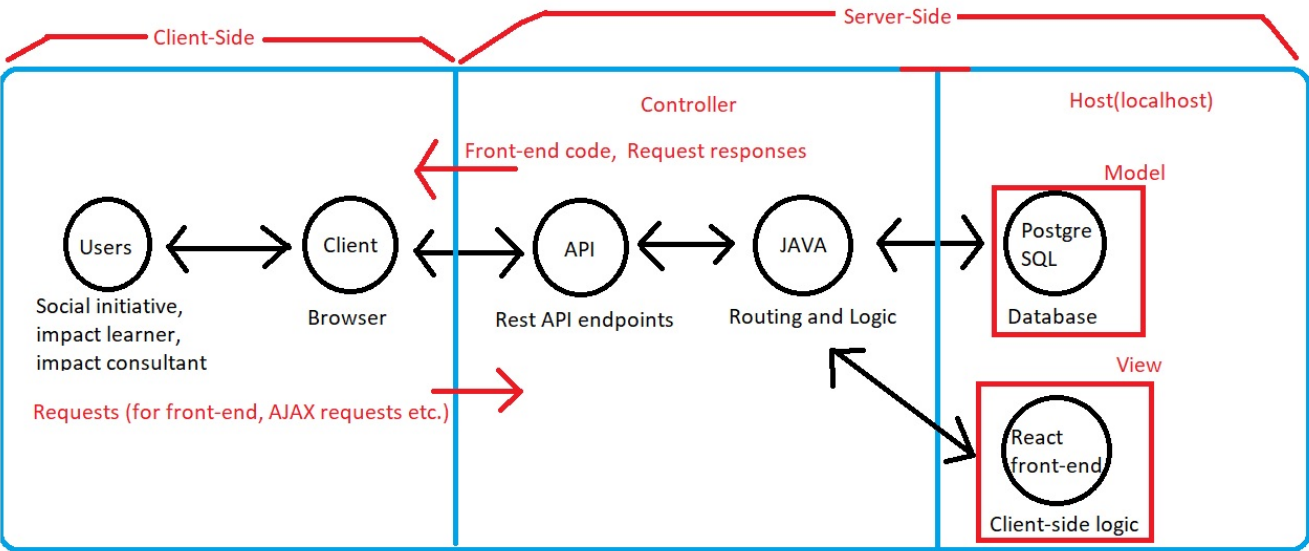 Client-Side
Server-Side
Controller
Host(localhost)
Front-end code, Request responses
Model
Users
Client
API
JAVA
Postgre
SQL
Social initiative,
impact learner,
impact consultant
Browser
Rest API endpoints
Routing and Logic
Database
View
Requests (for front-end, AJAX requests etc.)
React
front-end
Client-side logic